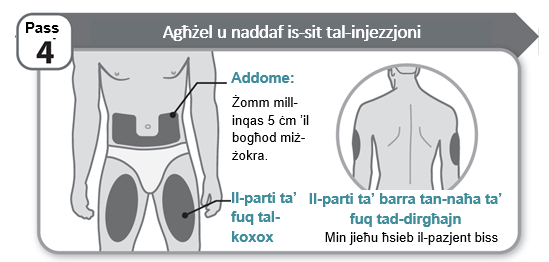 Pass
4
Agħżel u naddaf is-sit tal-injezzjoni
Addome:
Żomm mill-
inqas 5 ċm ’il
bogħod miż-
żokra.
Il-parti ta’
fuq tal-
koxox
Il-parti ta’ barra tan-naħa ta’
fuq tad-dirgħajn
Min jieħu ħsieb il-pazjent biss